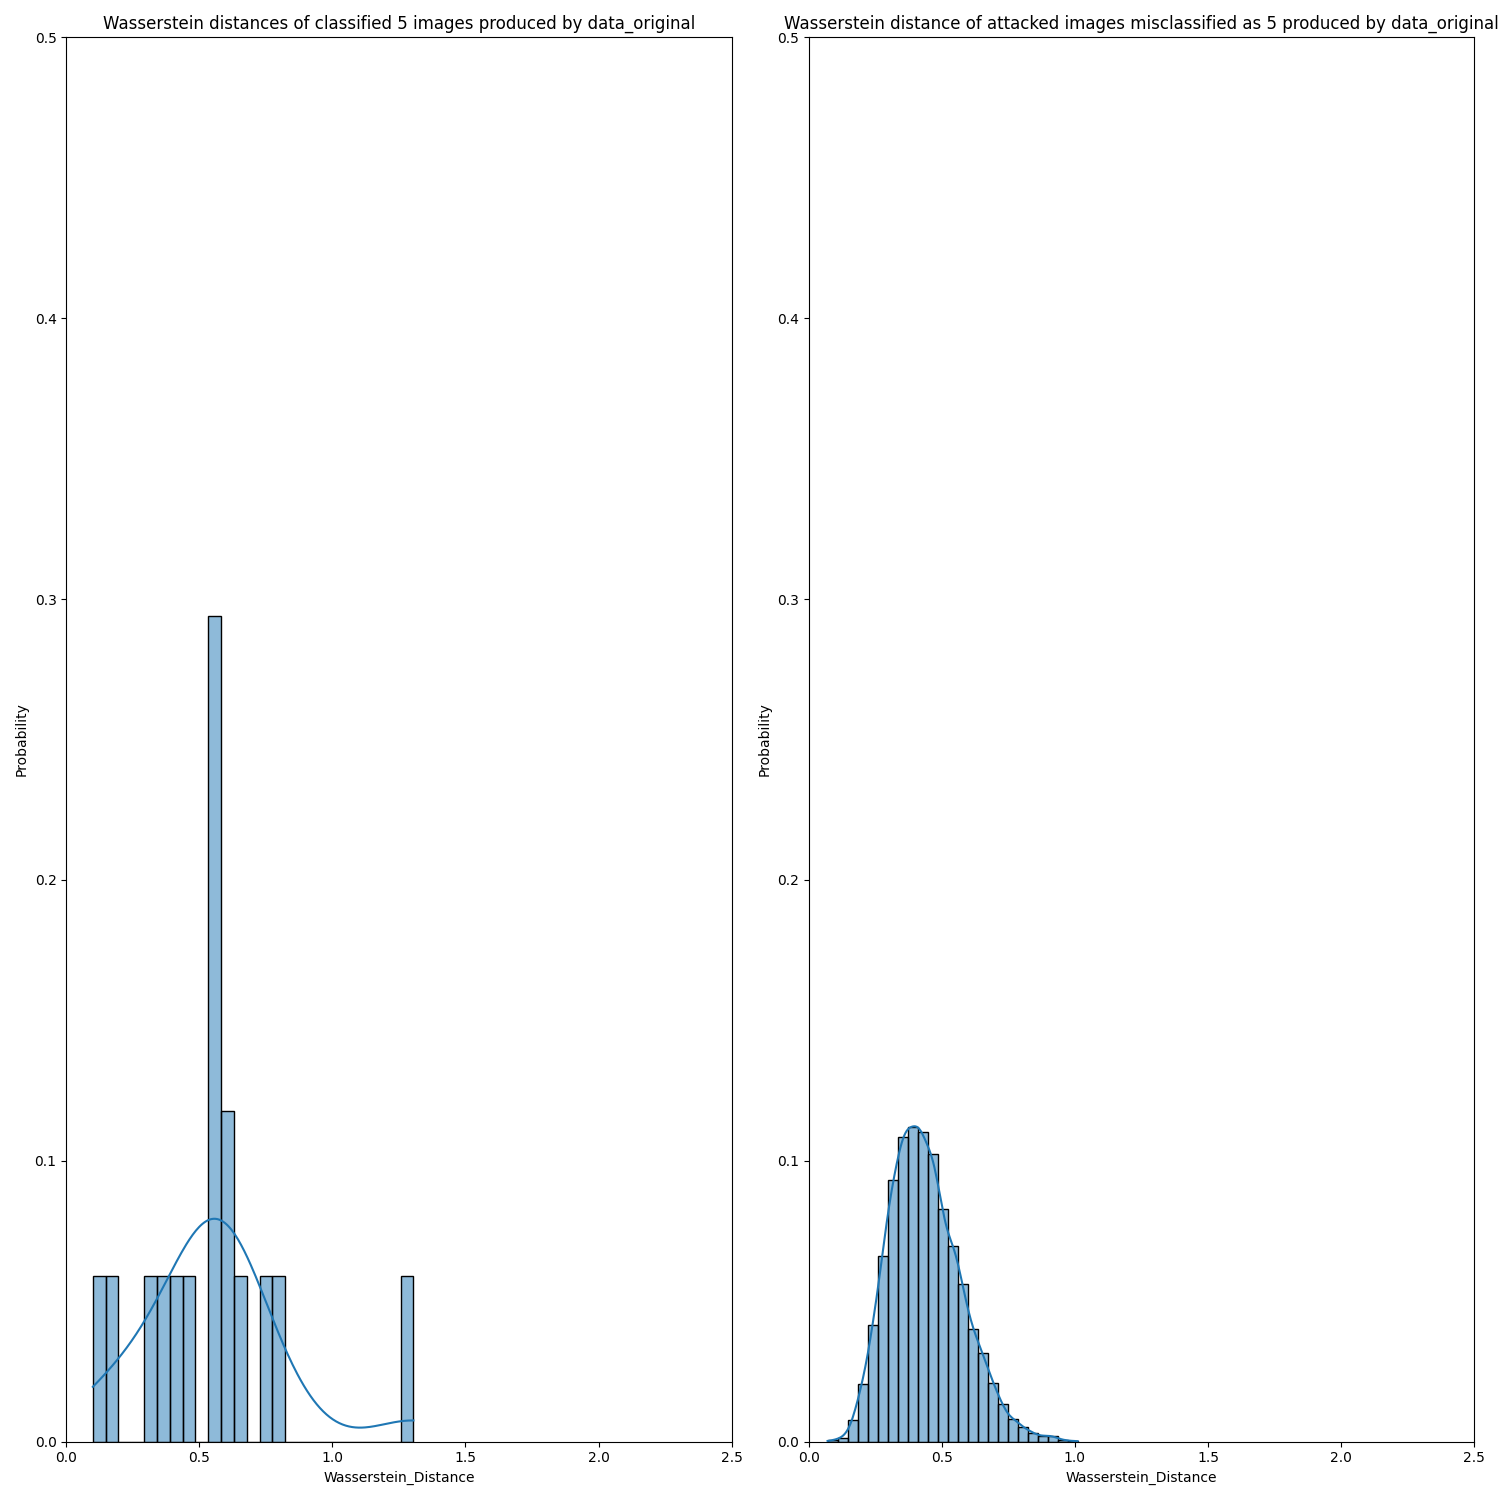 Wasserstein distances of classified 5 images produced by data_original
0.5
0.4
0.3
0.2
0.1
0.0
Probability
0.0 0.5 1.0 1.5 2.0 2.5
Wasserstein_Distance
Wasserstein distance of attacked images misclassified as 5 produced by data_original
0.5
0.4
0.3
0.2
0.1
0.0
Probability
0.0 0.5 1.0 1.5 2.0 2.5
Wasserstein_Distance